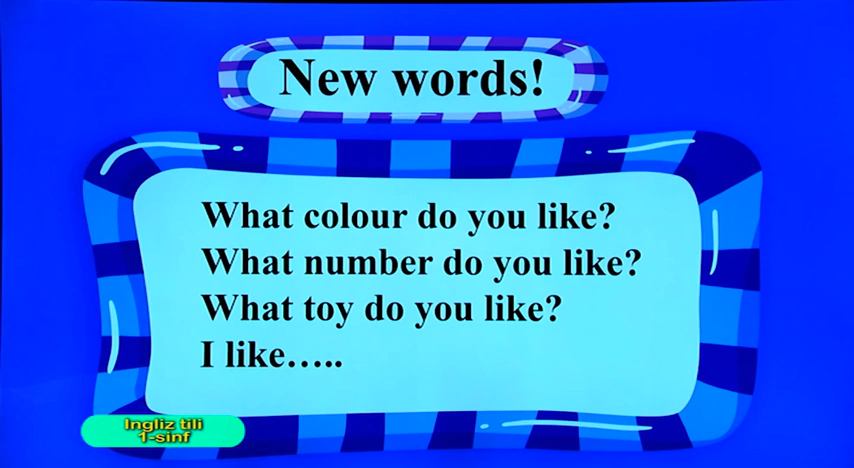 New words!
What colour do you like?
What number do you like?
What toy do you like?
I like.....
Ingliz tili
1-sinf